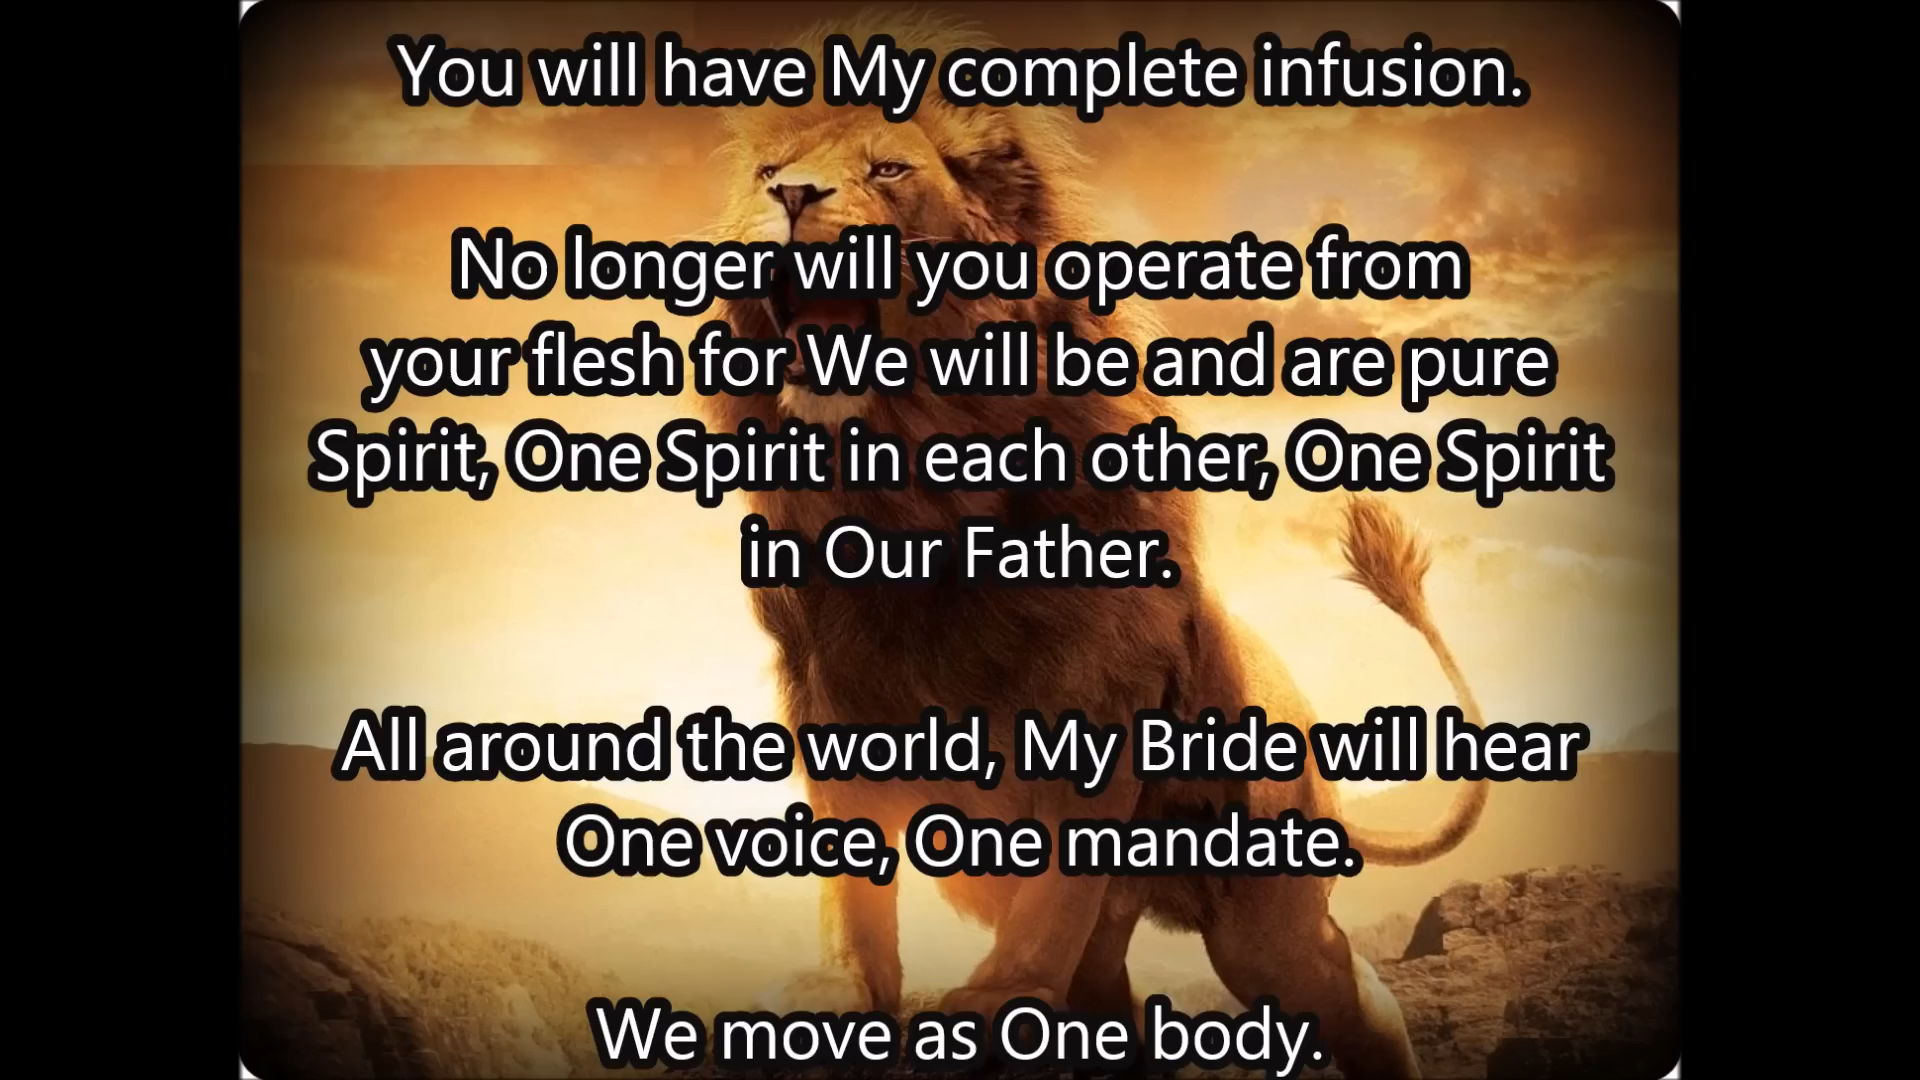 You will have My complete infusion.
No longer will you operate from
your flesh for We will be and are pure
Spirit, One Spirit in each other, One Spirit
in Our Father.
All around the world, My Bride will hear
One voice, One mandate.
We move as One body.